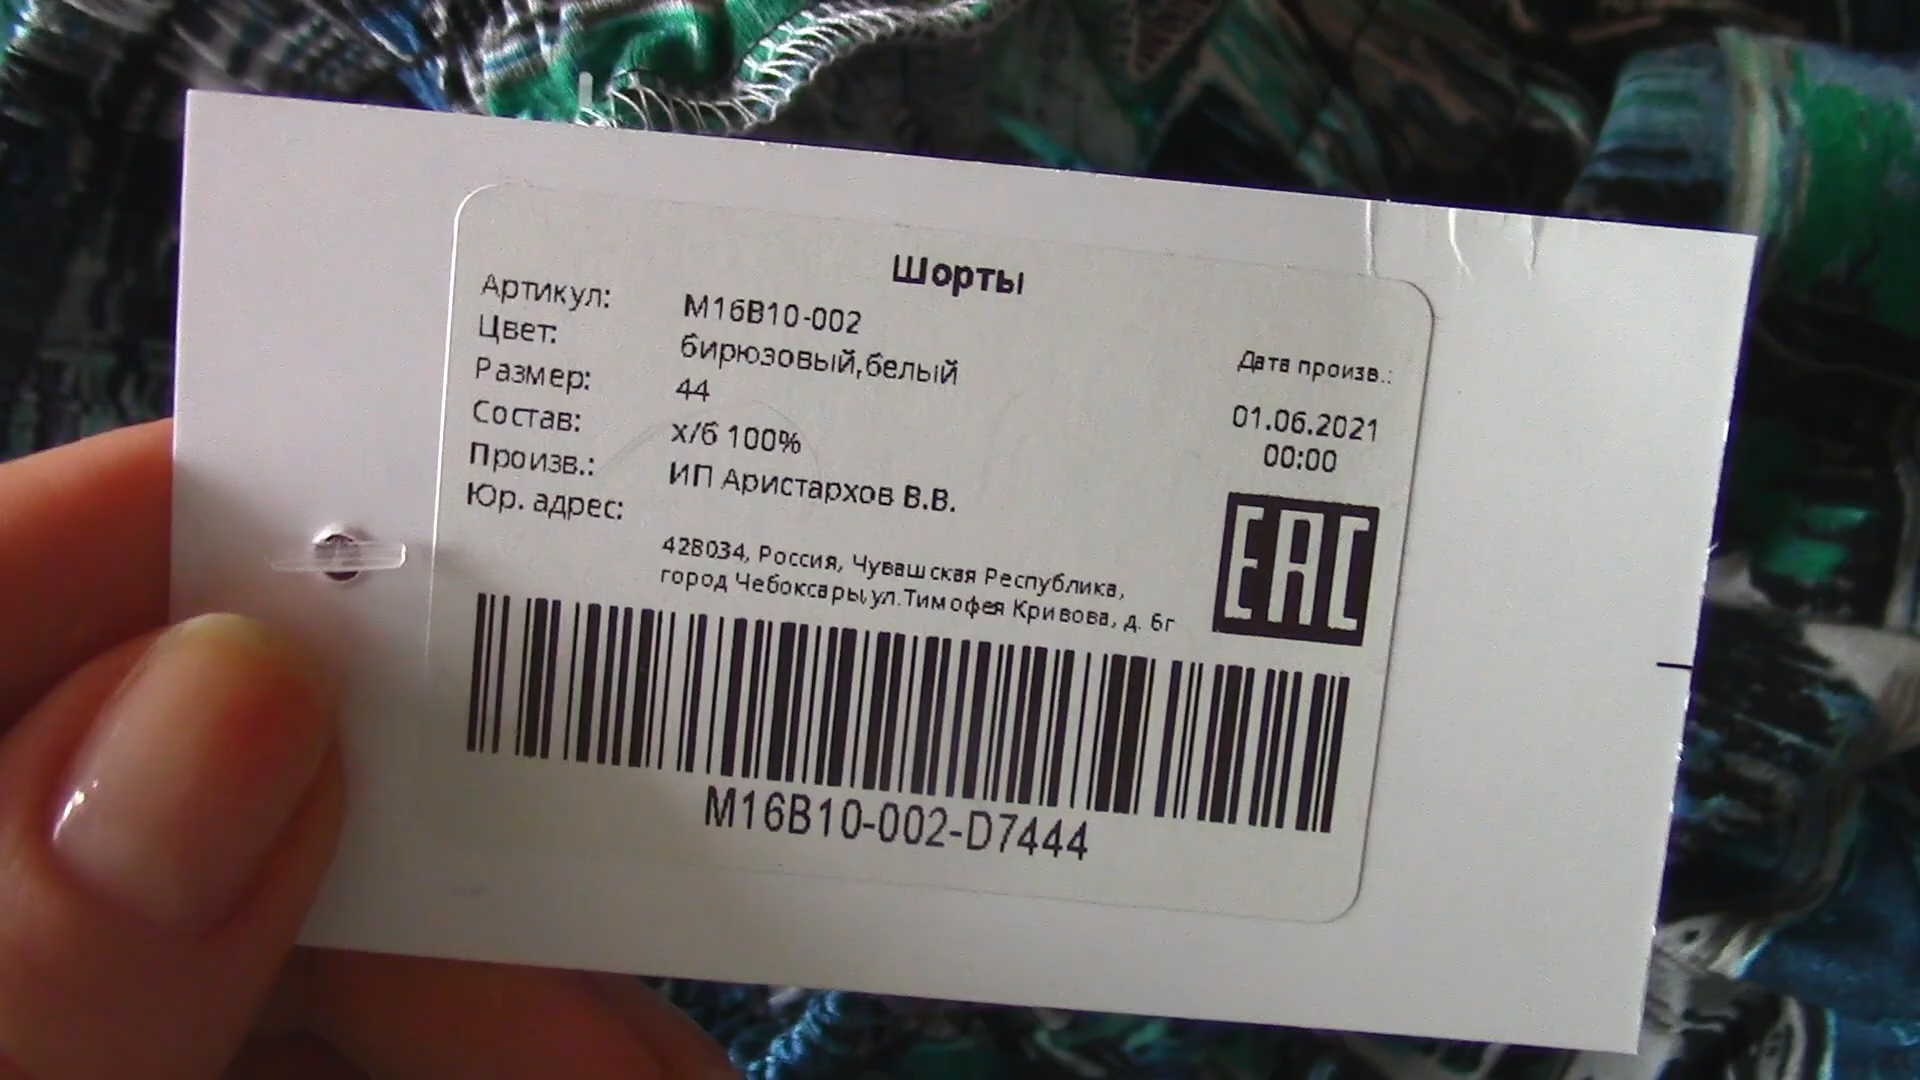 Шорты
Артикул: M16B10-002
Цвет: бирюзовый,белый
Размер: 44
Состав: х/б 100%
Произв.: ИП Аристархов В.В.
Юр. адрес:
428034, Россия, Чувашская Республика,
город Чебоксары,ул.Тимофея Кривова, д. 6г
Дата произв.:
01.06.2021
00:00
EAC
M16B10-002-D7444